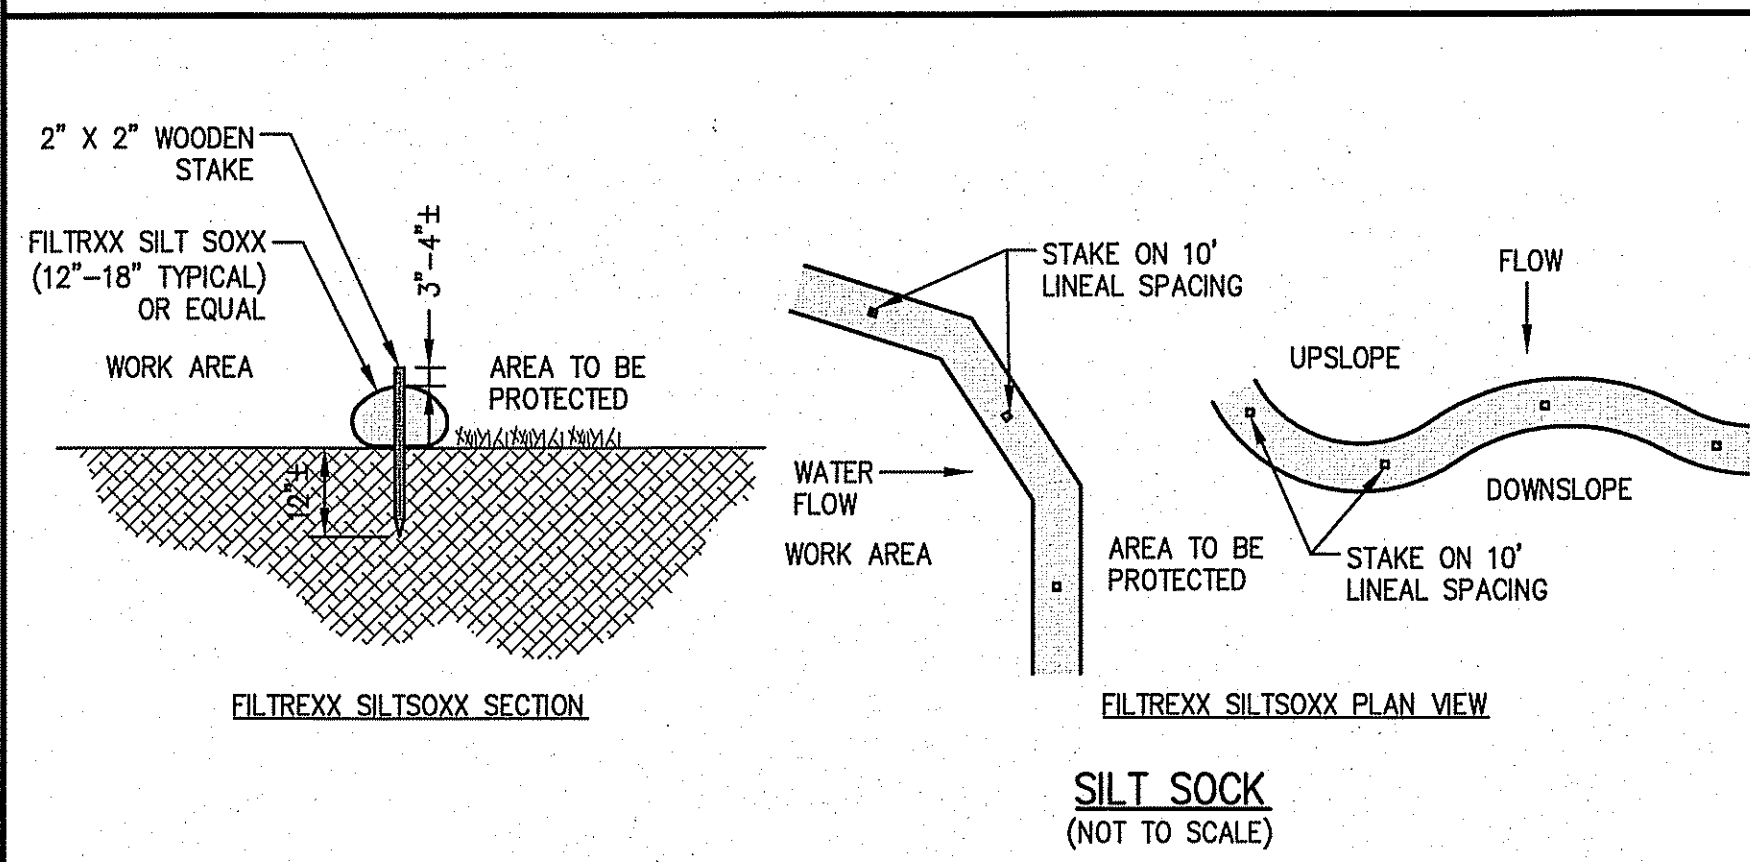 2" X 2" WOODEN
STAKE
FILTRXX SILT SOXX
(12"-18" TYPICAL)
OR EQUAL
WORK AREA
3"-4"±
AREA TO BE
PROTECTED
12"±
FILTREXX SILTSOXX SECTION
STAKE ON 10'
LINEAL SPACING
WATER
FLOW
WORK AREA
AREA TO BE
PROTECTED
FLOW
UPSLOPE
DOWNSLOPE
STAKE ON 10'
LINEAL SPACING
FILTREXX SILTSOXX PLAN VIEW
SILT SOCK
(NOT TO SCALE)